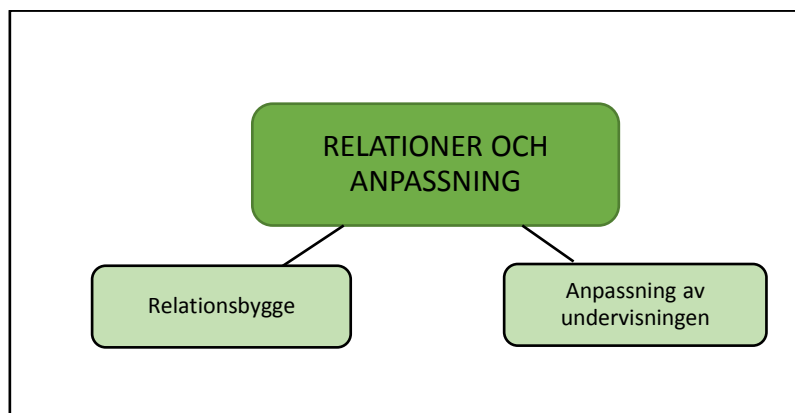 RELATIONER OCH
ANPASSNING
Relationsbygge
Anpassning av
undervisningen